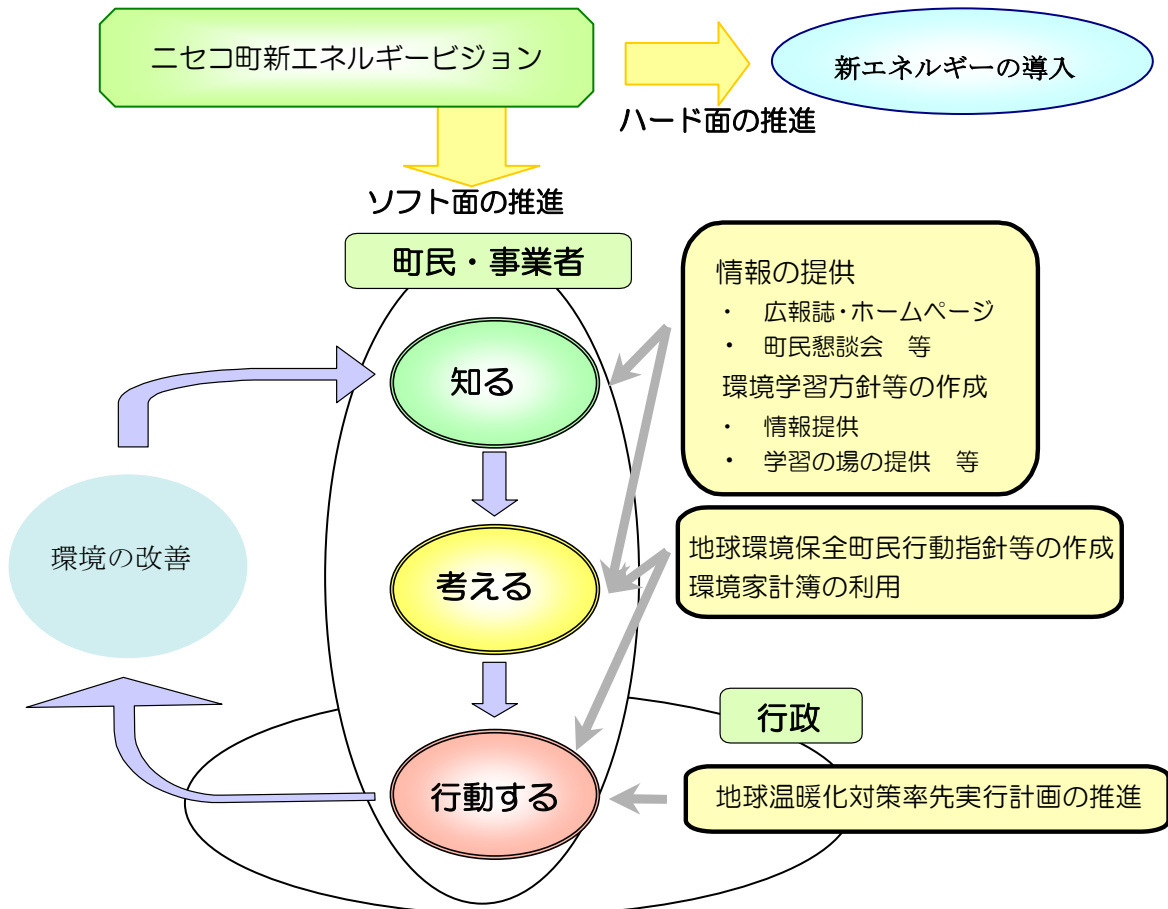 ニセコ町新エネルギービジョン
新エネルギーの導入
ハード面の推進
ソフト面の推進
町民・事業者
情報の提供
・ 広報誌・ホームページ
・ 町民懇談会 等
環境学習方針等の作成
・ 情報提供
・ 学習の場の提供 等
知る
地球環境保全町民行動指針等の作成
環境家計簿の利用
環境の改善
考える
行政
行動する
地球温暖化対策率先実行計画の推進